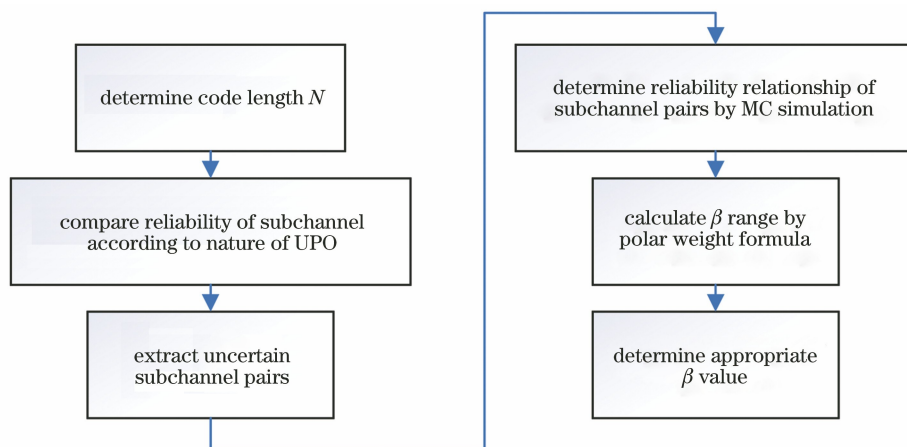 determine code length N
compare reliability of subchannel
according to nature of UPO
extract uncertain
subchannel pairs
determine reliability relationship of
subchannel pairs by MC simulation
calculate β range by
polar weight formula
determine appropriate
β value